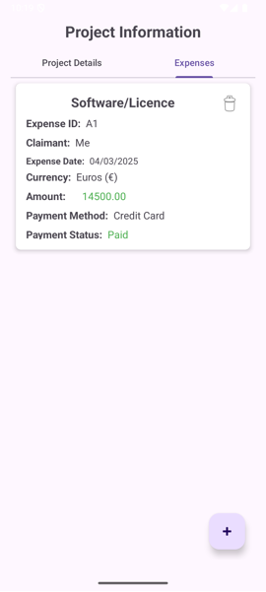 Project Information
Project Details Expenses
Software/Licence
Expense ID: A1
Claimant: Me
Expense Date: 04/03/2025
Currency: Euros (€)
Amount: 14500.00
Payment Method: Credit Card
Payment Status: Paid
+